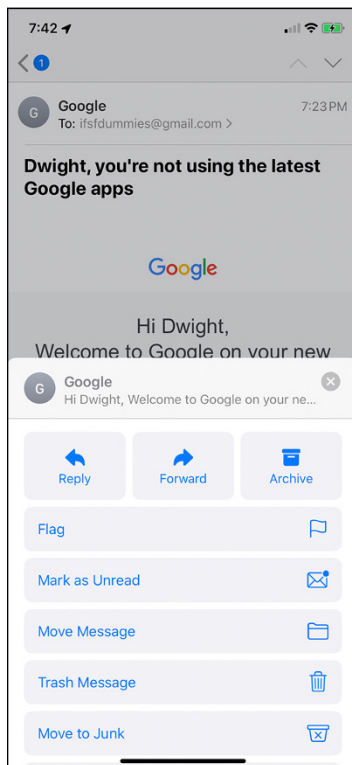 7:42
1
G
Google
7:23 PM
To: ifsfdummies@gmail.com >
Dwight, you're not using the latest
Google apps
Google
Hi Dwight,
Welcome to Google on your new
G
Google
Hi Dwight, Welcome to Google on your ne...
Reply
Forward
Archive
Flag
Mark as Unread
Move Message
Trash Message
Move to Junk